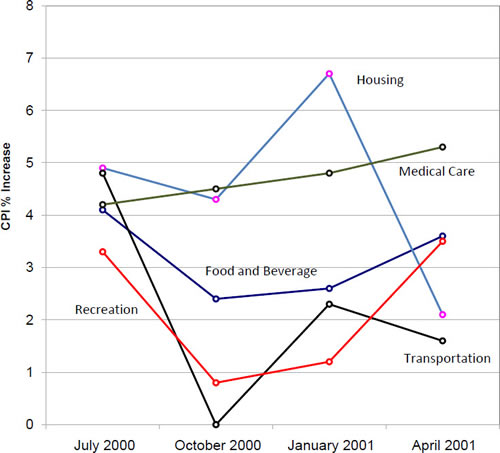 8
7
6
5
4
3
2
1
0
CPI % Increase
Housing
Medical Care
Food and Beverage
Recreation
Transportation
July 2000 October 2000 January 2001 April 2001